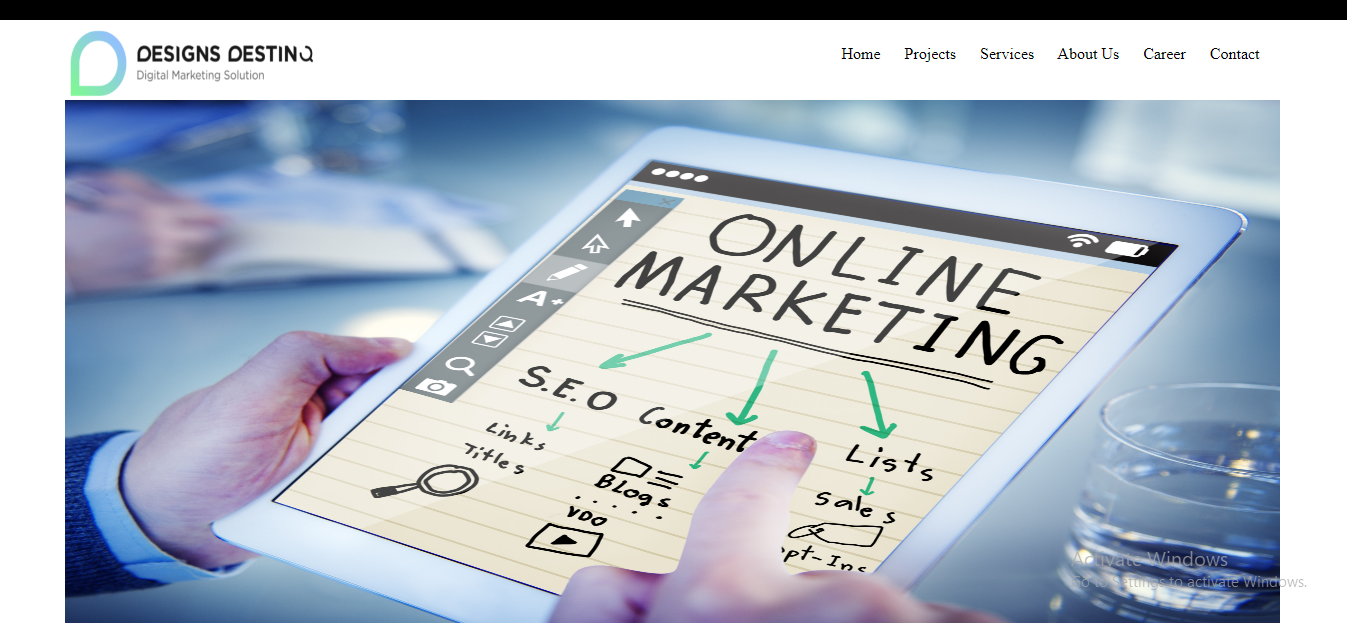 DESIGNS DESTINQ
Digital Marketing Solution
Home Projects Services About Us Career Contact
ONLINE
MARKETING
S.E.O Content Lists
Links
Titles
Blogs
VDO
Sales
pt-Ins
A+
Activate Windows
Go to Settings to activate Windows.